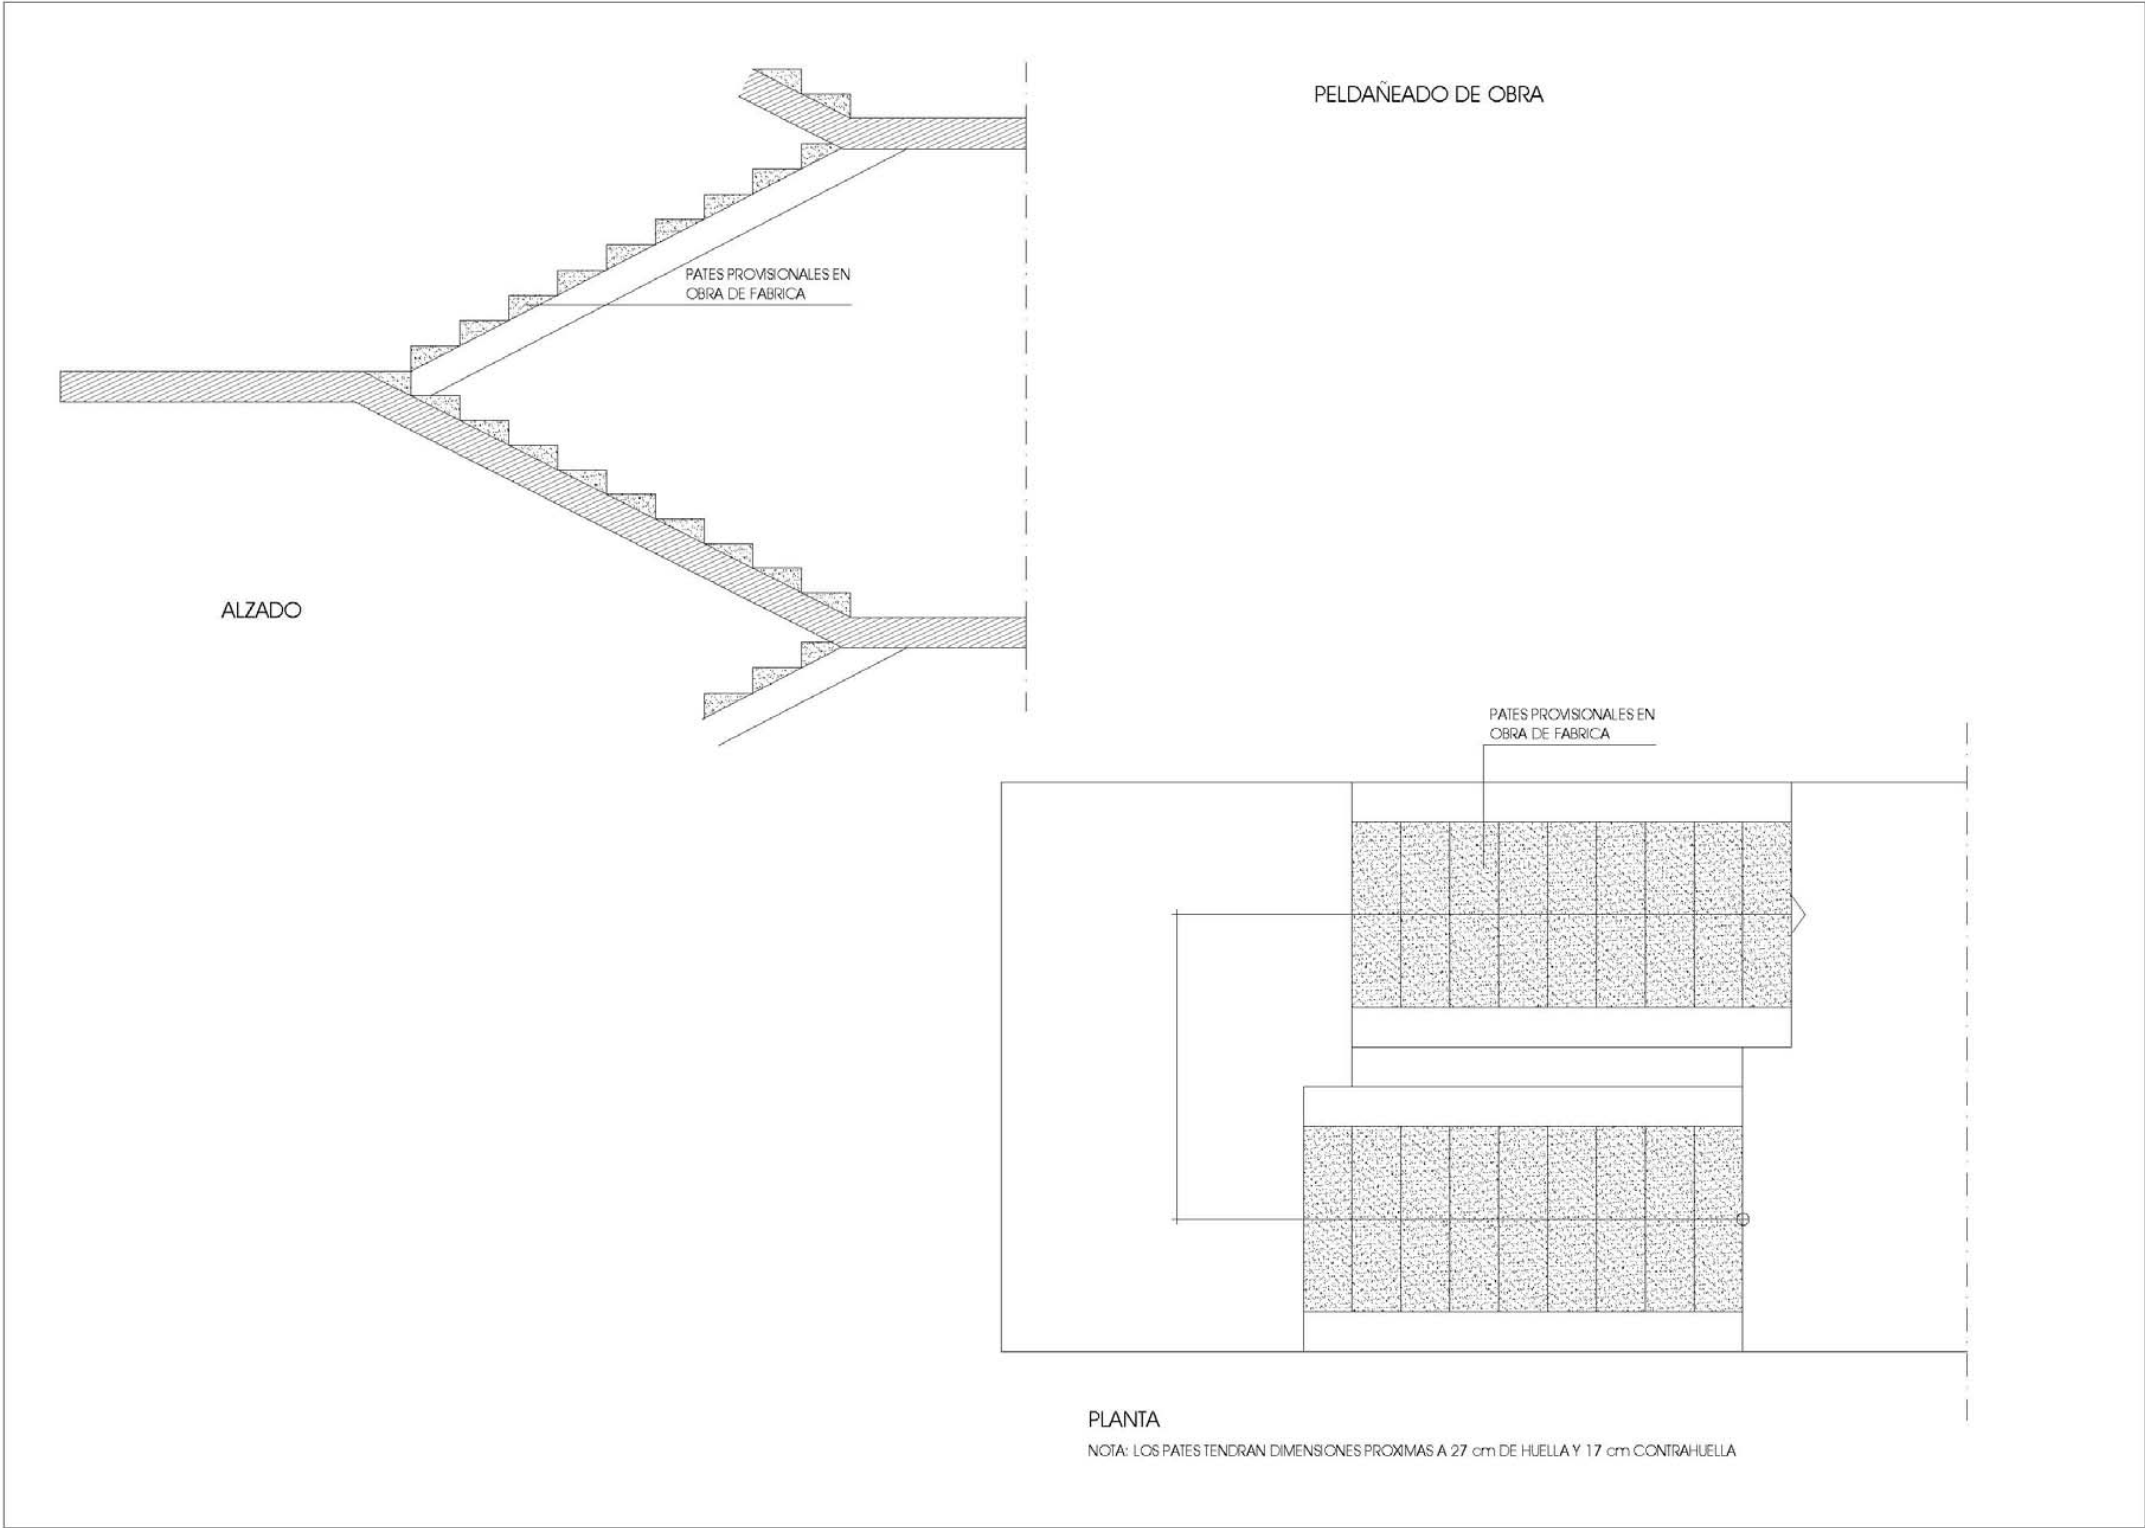 PELDAÑEADO DE OBRA
PATES PROVISIONALES EN
OBRA DE FABRICA
ALZADO
PATES PROVISIONALES EN
OBRA DE FABRICA
PLANTA
NOTA: LOS PATES TENDRAN DIMENSIONES PROXIMAS A 27 cm DE HUELLA Y 17 cm CONTRAHUELLA